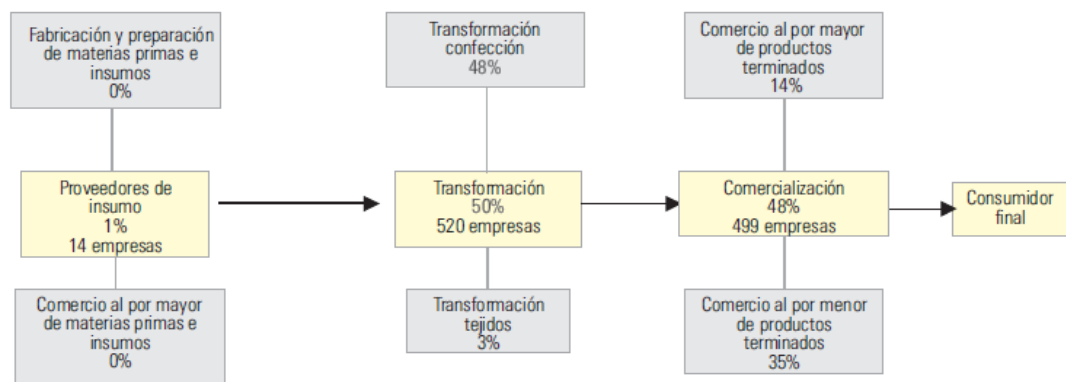 Fabricación y preparación
de materias primas e
insumos
0%
Transformación
confección
48%
Comercio al por mayor
de productos
terminados
14%
Proveedores de
insumo
1%
14 empresas
Transformación
50%
520 empresas
Comercialización
48%
499 empresas
Consumidor
final
Comercio al por mayor
de materias primas e
insumos
0%
Transformación
tejidos
3%
Comercio al por menor
de productos
terminados
35%